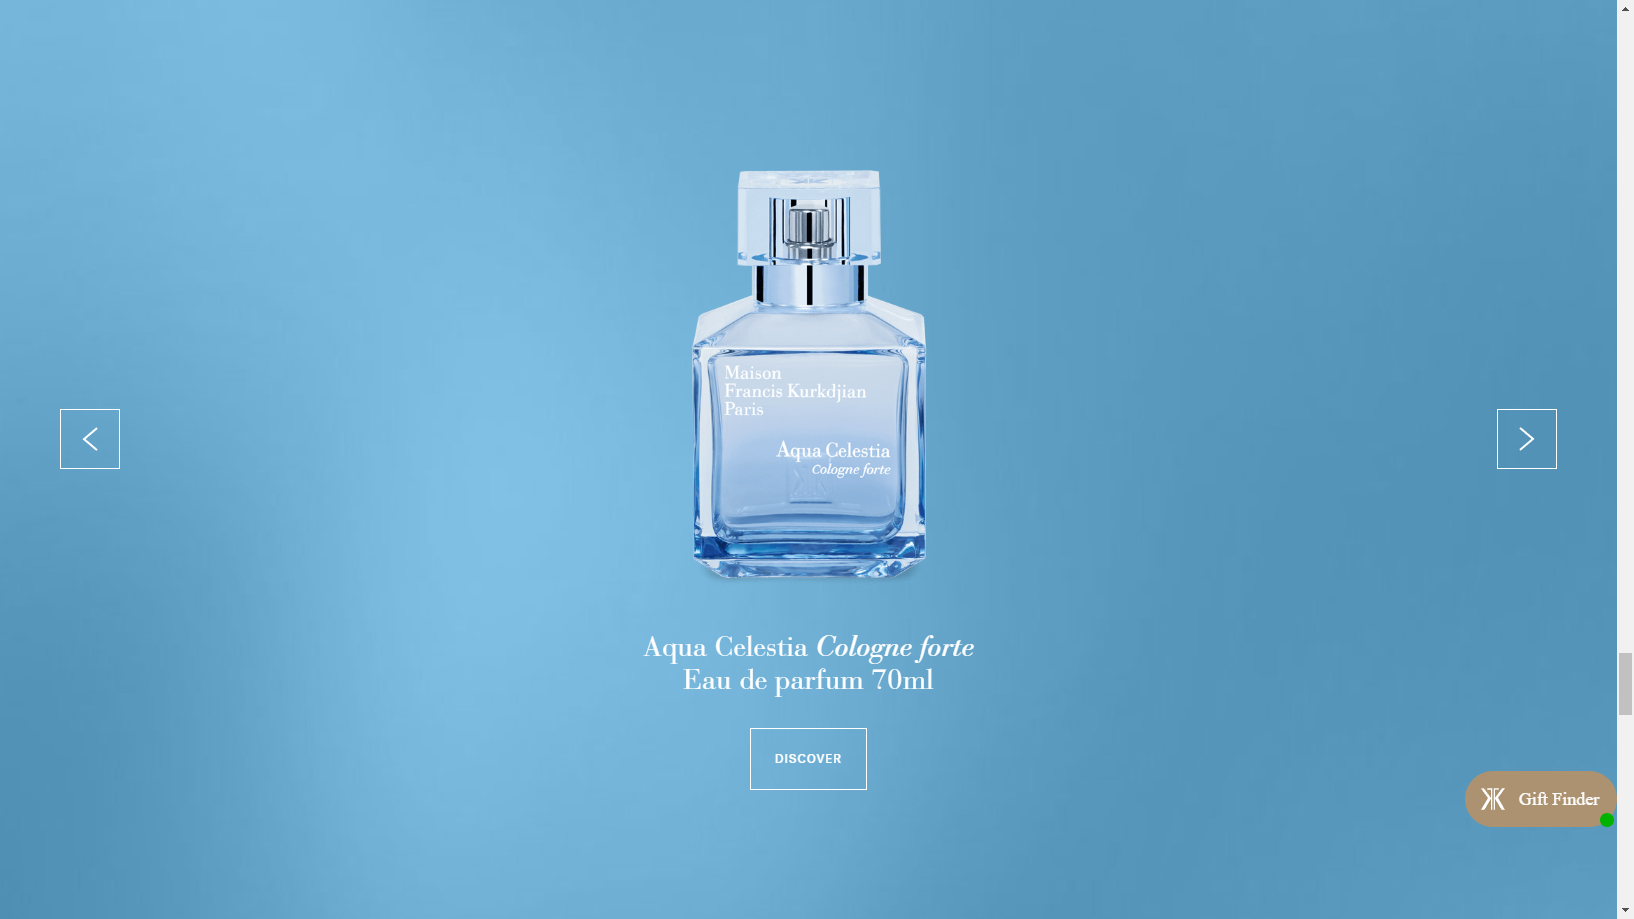 Maison
Francis Kurkdjian
Paris
Aqua Celestia
Cologne forte
Aqua Celestia Cologne forte
Eau de parfum 70ml
DISCOVER
Gift Finder